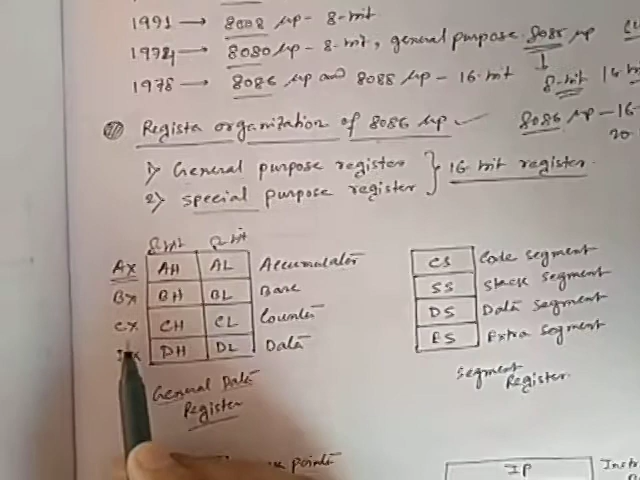 1971 → 8008 μp - 8-bit
1974 → 8080 μp - 8-bit, general purpose 8085 μp
1978 → 8086 μp and 8088 μp - 16-bit
8-bit
16
Register organization of 8086 μp
8086 μp - 16-
20
1) General purpose register
2) Special purpose register
16 bit register.
8 bit 8 bit
AX AH AL Accumulator
BX BH BL Base
CX CH CL Counter
DH DL Data
General Data
Register
CS Code segment
SS Stack segment
DS Data segment
ES Extra segment
Segment
Register
pointer
IP